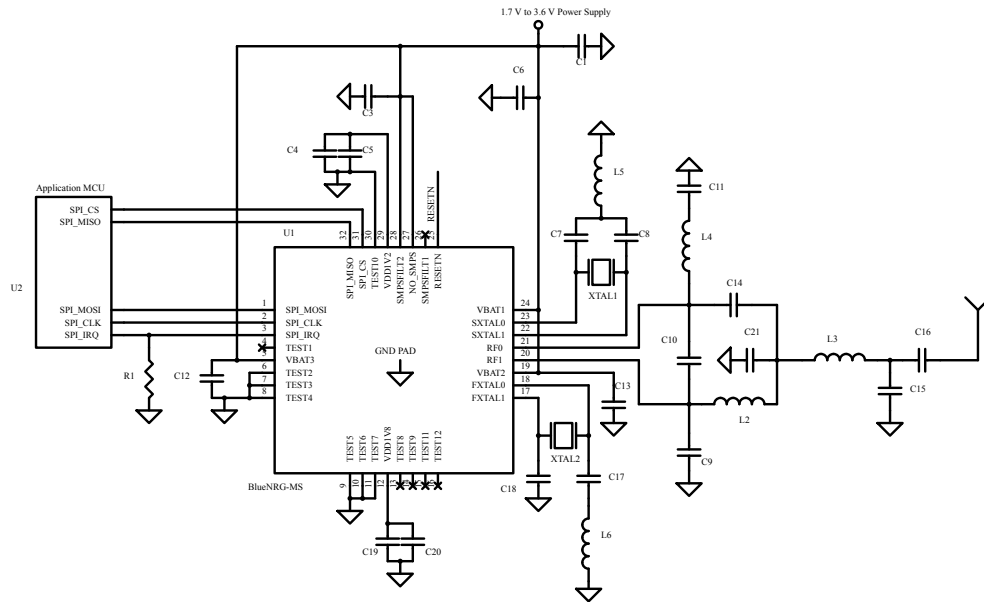 1.7 V to 3.6 V Power Supply
C1
C6
C3
C4
C5
L5
C11
RESETN
Application MCU
SPI_CS
SPI_MISO
U2
SPI_MOSI
SPI_CLK
SPI_IRQ
U1
32
31
30
29
28
27
26
25
SPI_MISO
SPI_CS
TEST10
VDD1V2
SMPSFILT2
NO_SMPS
SMPSFILT1
RESETN
C7
C8
XTAL1
L4
C14
C10
C21
L3
C16
C15
L2
C9
1 SPI_MOSI
2 SPI_CLK
3 SPI_IRQ
4 TEST1
5 VBAT3
6 TEST2
7 TEST3
8 TEST4
GND PAD
VBAT1 24
SXTAL0 23
SXTAL1 22
RF0 21
RF1 20
VBAT2 19
FXTAL0 18
FXTAL1 17
R1
C12
C13
XTAL2
TEST5
TEST6
TEST7
VDD1V8
TEST8
TEST9
TEST11
TEST12
9
10
11
12
13
14
15
16
BlueNRG-MS
C18
C17
C19
C20
L6